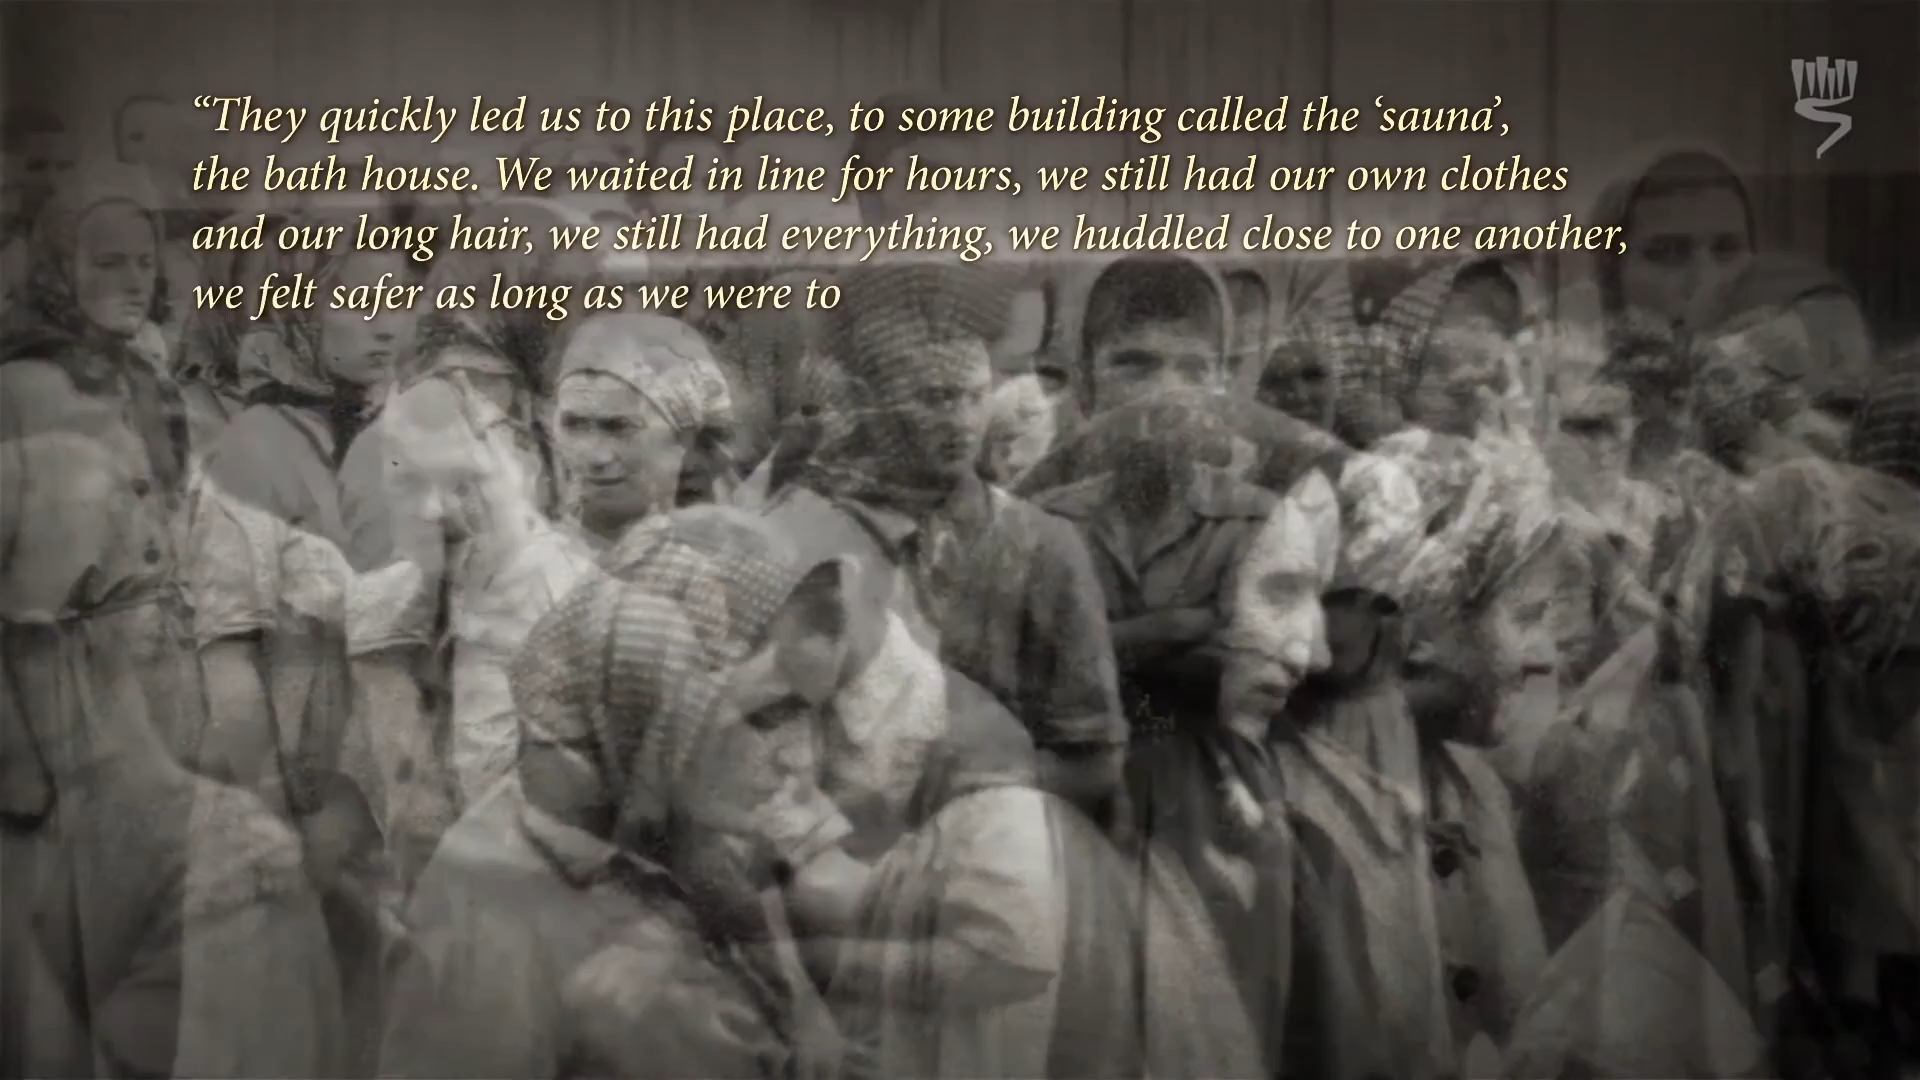 “They quickly led us to this place, to some building called the ‘sauna’,
the bath house. We waited in line for hours, we still had our own clothes
and our long hair, we still had everything, we huddled close to one another,
we felt safer as long as we were to